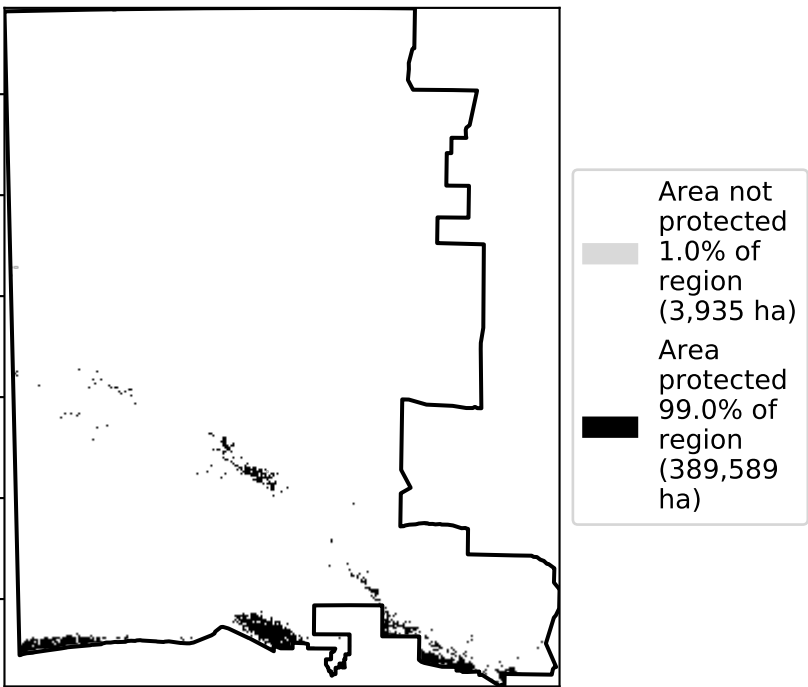 Area not
protected
1.0% of
region
(3,935 ha)
Area
protected
99.0% of
region
(389,589
ha)